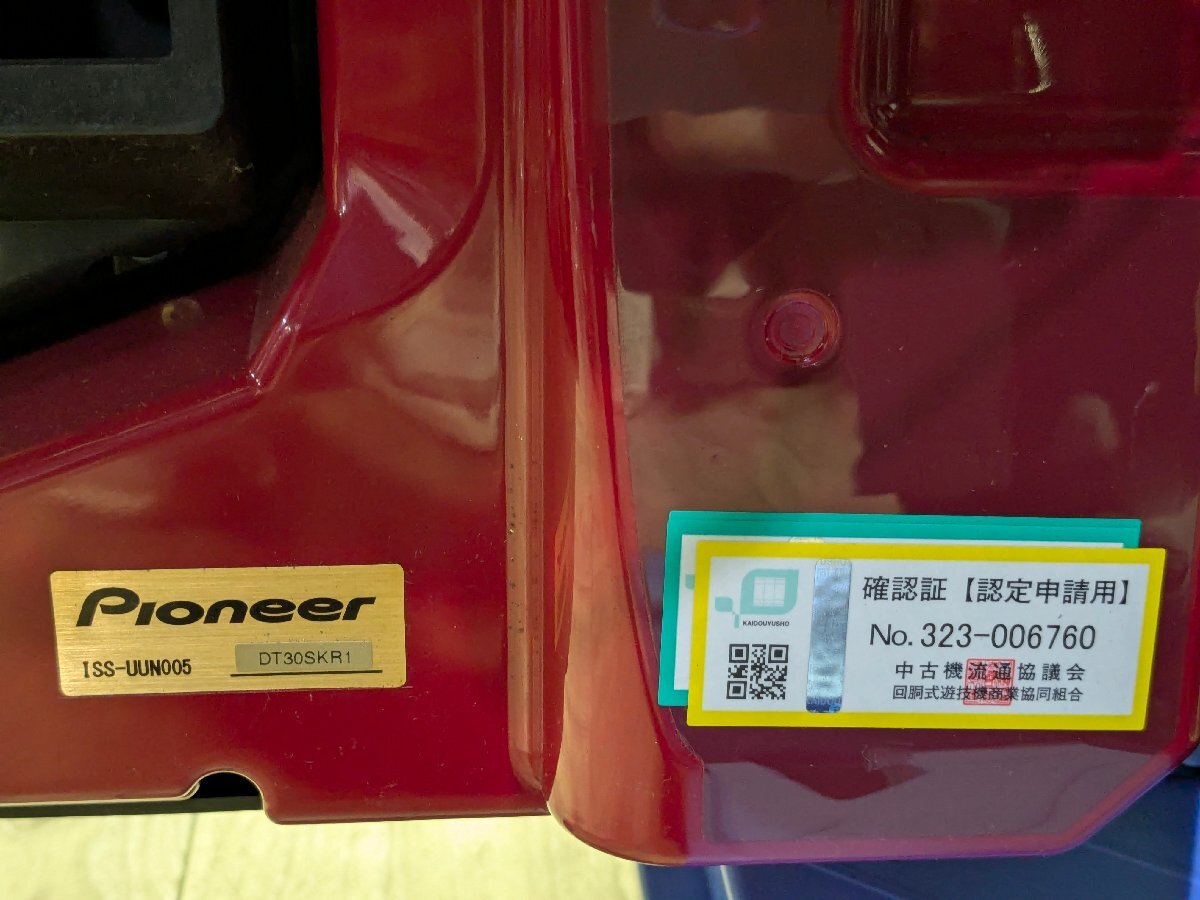 Pioneer
ISS-UUN005
DT30SKR1
KAIDOUYUSHO
確認証【認定申請用】
No. 323-006760
中古機流通協議会
回胴式遊技機商業協同組合